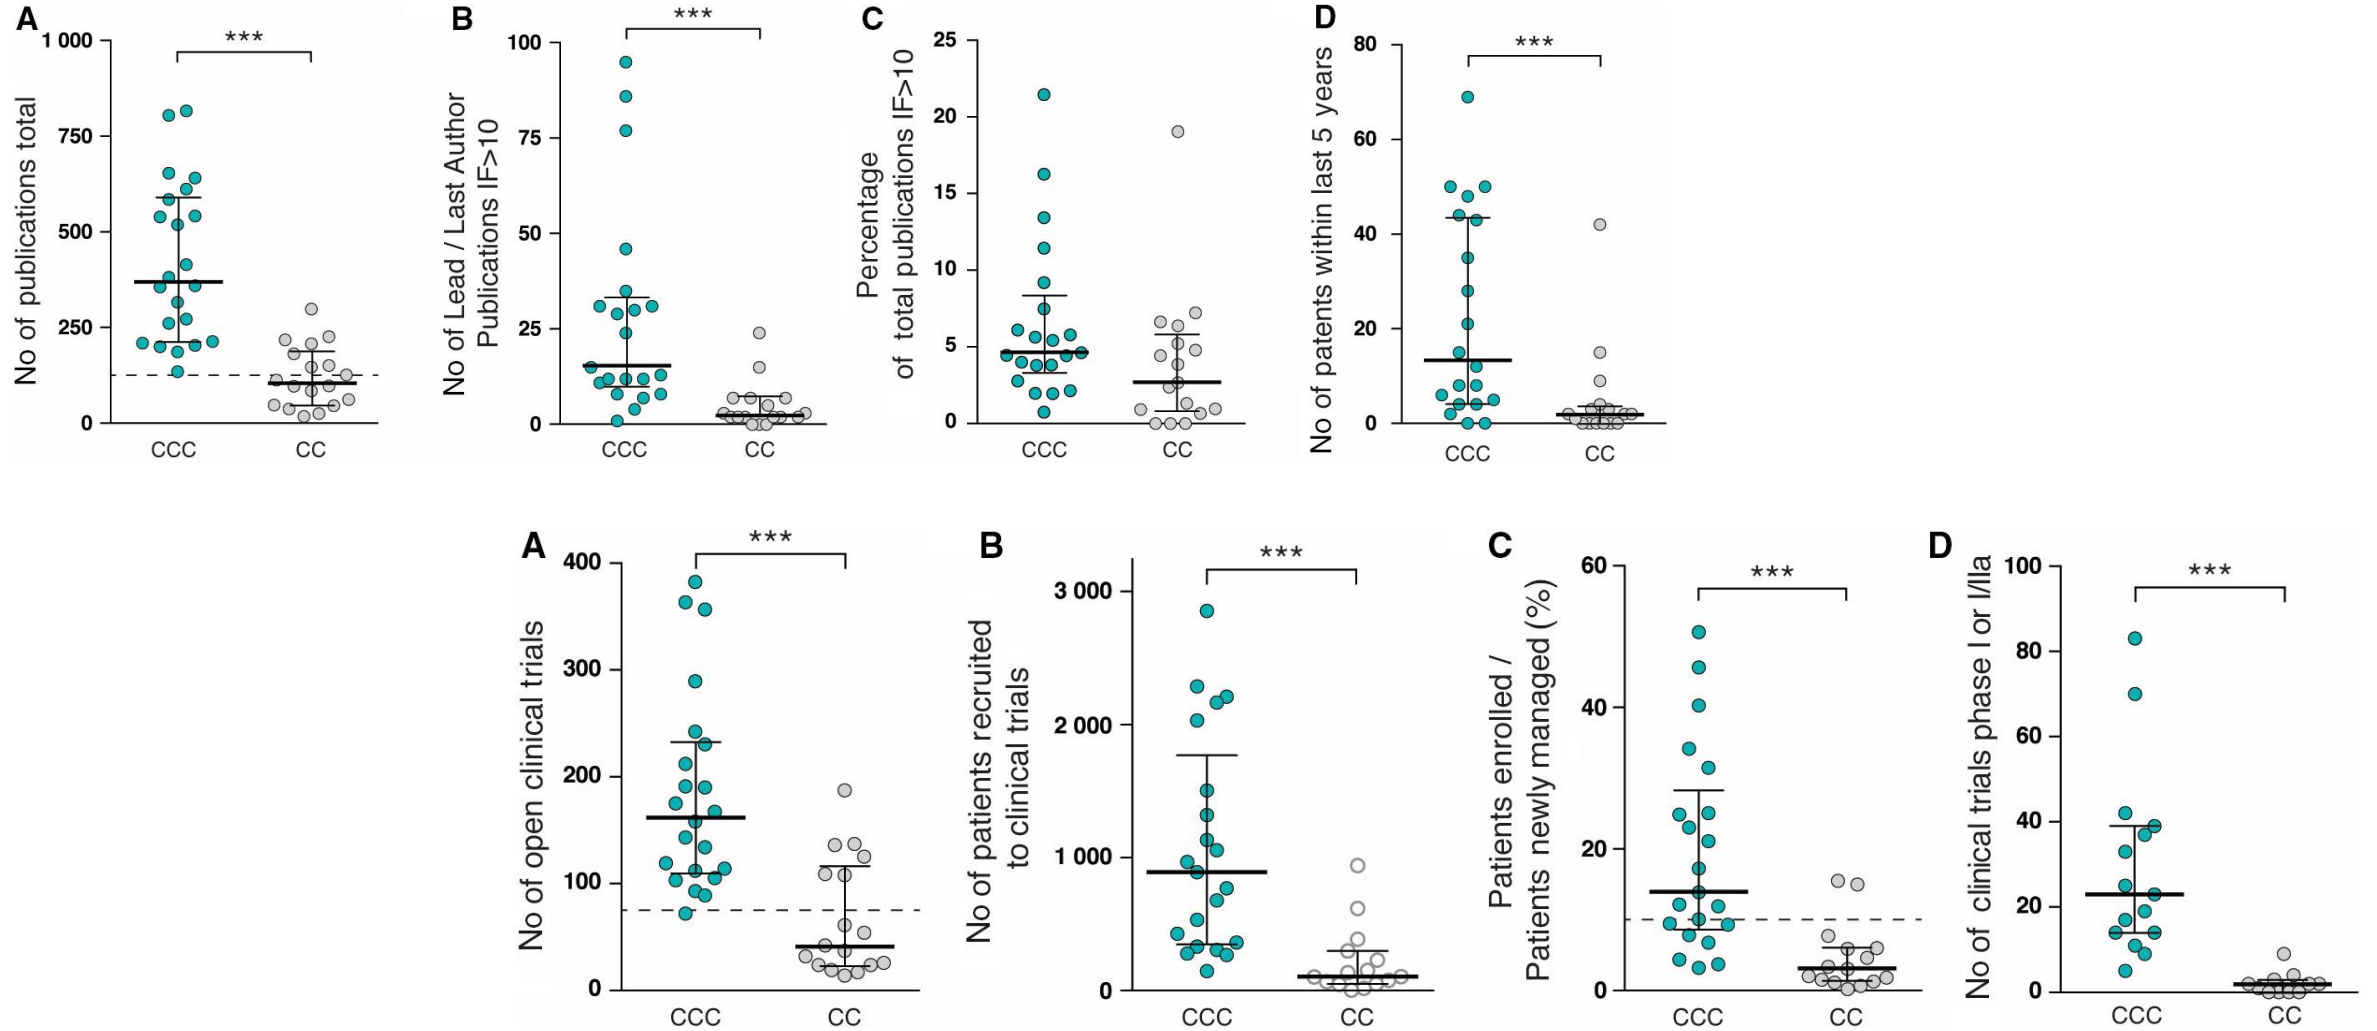 A
No of publications total
1 000
750
500
250
0
***
CCC
CC
B
No of Lead / Last Author
Publications IF>10
100
75
50
25
0
***
CCC
CC
C
Percentage
of total publications IF>10
25
20
15
10
5
0
CCC
CC
D
No of patents within last 5 years
80
60
40
20
0
***
CCC
CC
A
No of open clinical trials
400
300
200
100
0
***
CCC
CC
B
No of patients recruited
to clinical trials
3 000
2 000
1 000
0
***
CCC
CC
C
Patients enrolled /
Patients newly managed (%)
60
40
20
0
***
CCC
CC
D
No of clinical trials phase I or I/IIa
100
80
60
40
20
0
***
CCC
CC